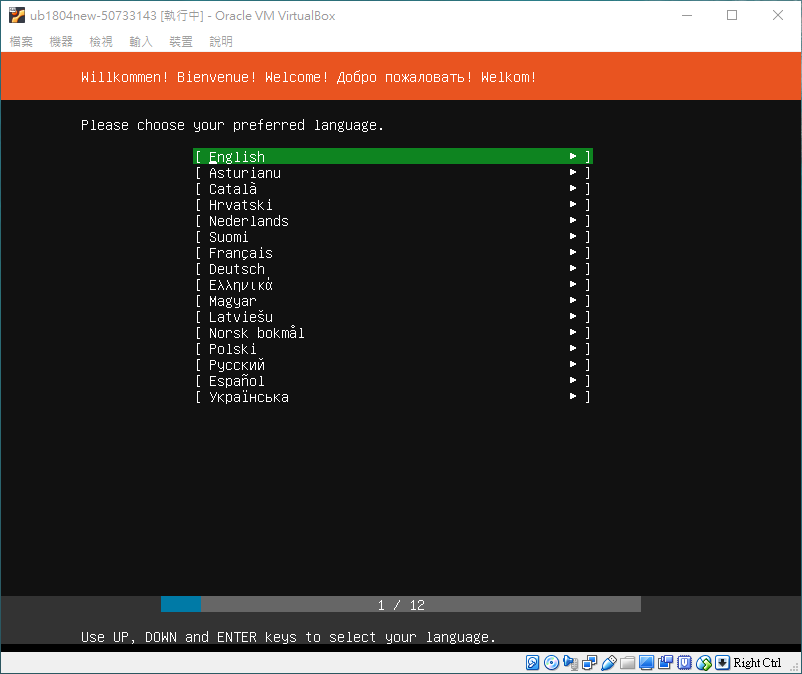 ub1804new-50733143 [執行中] - Oracle VM VirtualBox
檔案 機器 檢視 輸入 裝置 說明
Willkommen! Bienvenue! Welcome! Добро пожаловать! Welkom!
Please choose your preferred language.
[ English ► ]
[ Asturianu ► ]
[ Català ► ]
[ Hrvatski ► ]
[ Nederlands ► ]
[ Suomi ► ]
[ Français ► ]
[ Deutsch ► ]
[ Ελληνικά ► ]
[ Magyar ► ]
[ Latviešu ► ]
[ Norsk bokmål ► ]
[ Polski ► ]
[ Русский ► ]
[ Español ► ]
[ Українська ► ]
1 / 12
Use UP, DOWN and ENTER keys to select your language.
Right Ctrl